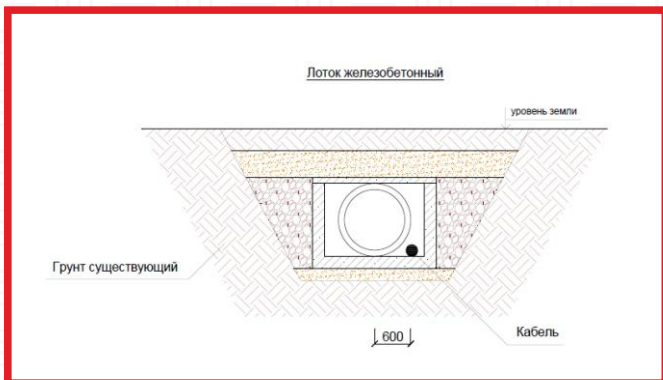 Лоток железобетонный
уровень земли
Грунт существующий
Кабель
600